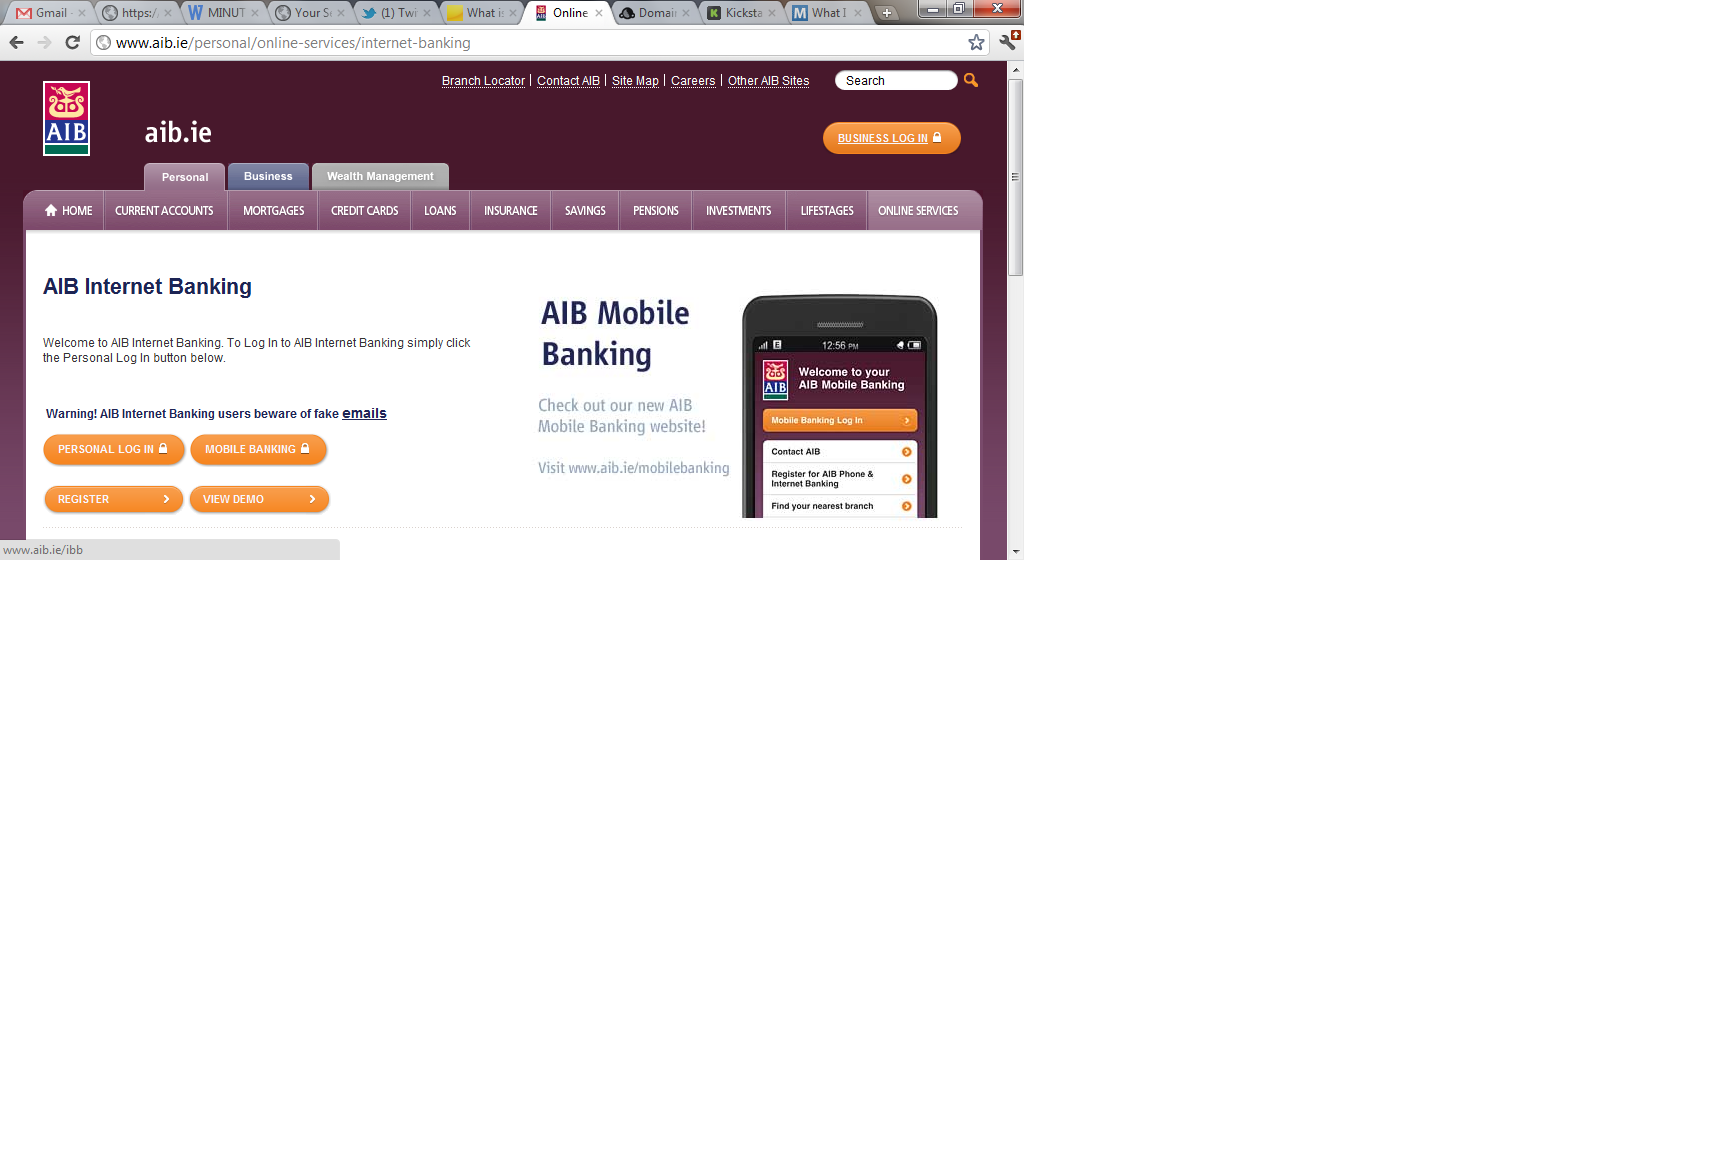 Gmail
https:/
MINUT
Your Se
(1) Twi
What is
Online
Domai
Kicksta
What I
www.aib.ie/personal/online-services/internet-banking
Branch Locator | Contact AIB | Site Map | Careers | Other AIB Sites
Search
AIB
aib.ie
BUSINESS LOG IN
Personal
Business
Wealth Management
HOME
CURRENT ACCOUNTS
MORTGAGES
CREDIT CARDS
LOANS
INSURANCE
SAVINGS
PENSIONS
INVESTMENTS
LIFESTAGES
ONLINE SERVICES
AIB Internet Banking
Welcome to AIB Internet Banking. To Log In to AIB Internet Banking simply click
the Personal Log In button below.
Warning! AIB Internet Banking users beware of fake emails
PERSONAL LOG IN
MOBILE BANKING
REGISTER
VIEW DEMO
AIB Mobile
Banking
Check out our new AIB
Mobile Banking website!
Visit www.aib.ie/mobilebanking
E
12:56 PM
AIB
Welcome to your
AIB Mobile Banking
Mobile Banking Log In
Contact AIB
Register for AIB Phone &
Internet Banking
Find your nearest branch
www.aib.ie/ibb